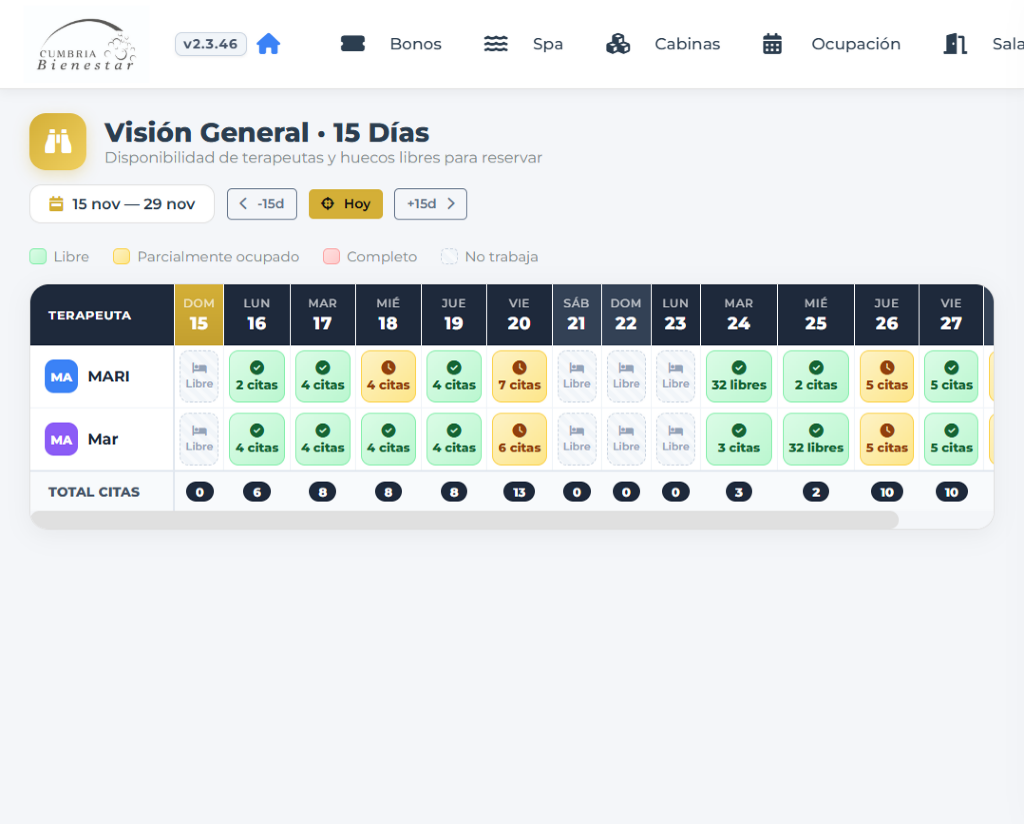 CUMBRIA
Bienestar
v2.3.46
Bonos
Spa
Cabinas
Ocupación
Sala
Visión General · 15 Días
Disponibilidad de terapeutas y huecos libres para reservar
15 nov — 29 nov
-15d
Hoy
+15d
Libre
Parcialmente ocupado
Completo
No trabaja
TERAPEUTA DOM 15 LUN 16 MAR 17 MIÉ 18 JUE 19 VIE 20 SÁB 21 DOM 22 LUN 23 MAR 24 MIÉ 25 JUE 26 VIE 27
MA MARI Libre 2 citas 4 citas 4 citas 4 citas 7 citas Libre Libre Libre 32 libres 2 citas 5 citas 5 citas
MA Mar Libre 4 citas 4 citas 4 citas 4 citas 6 citas Libre Libre Libre 3 citas 32 libres 5 citas 5 citas
TOTAL CITAS 0 6 8 8 8 13 0 0 0 3 2 10 10